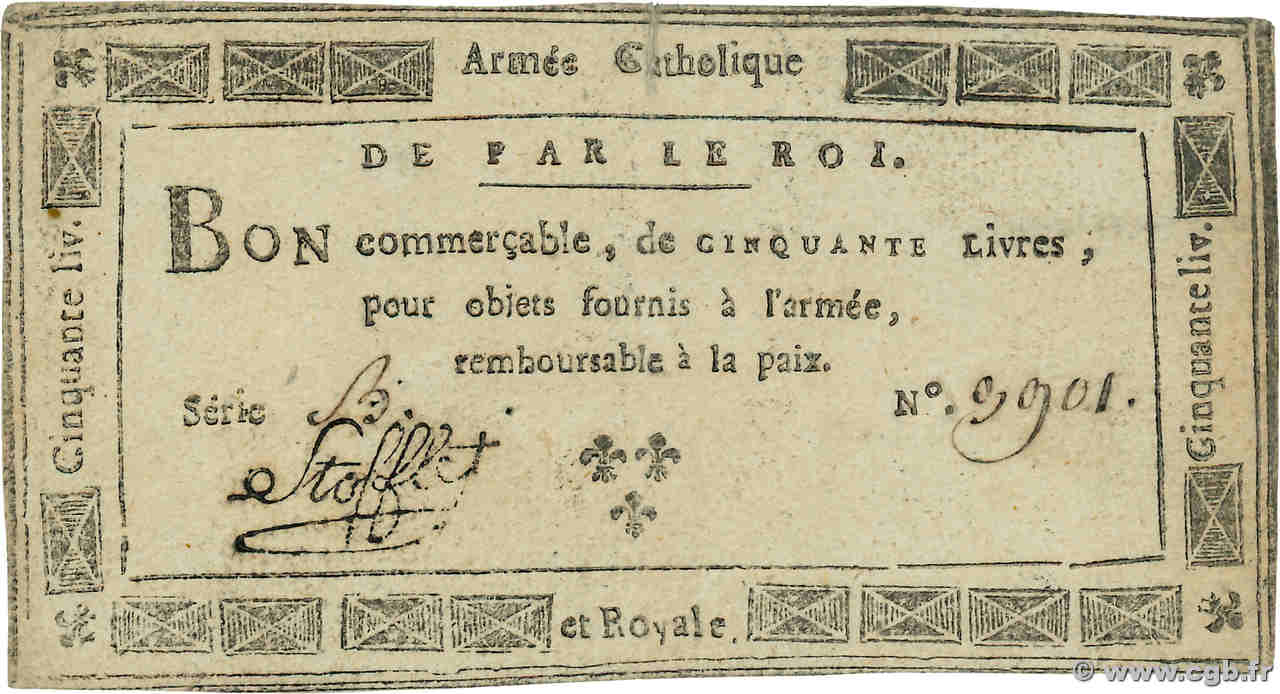 Armée Catholique
DE PAR LE ROI.
BON commerçable, de CINQUANTE Livres,
pour objets fournis à l'armée,
remboursable à la paix.
Série B. N°. 9901.
Stofflet
et Royale.
Cinquante liv.
Cinquante liv.
© www.cgb.fr